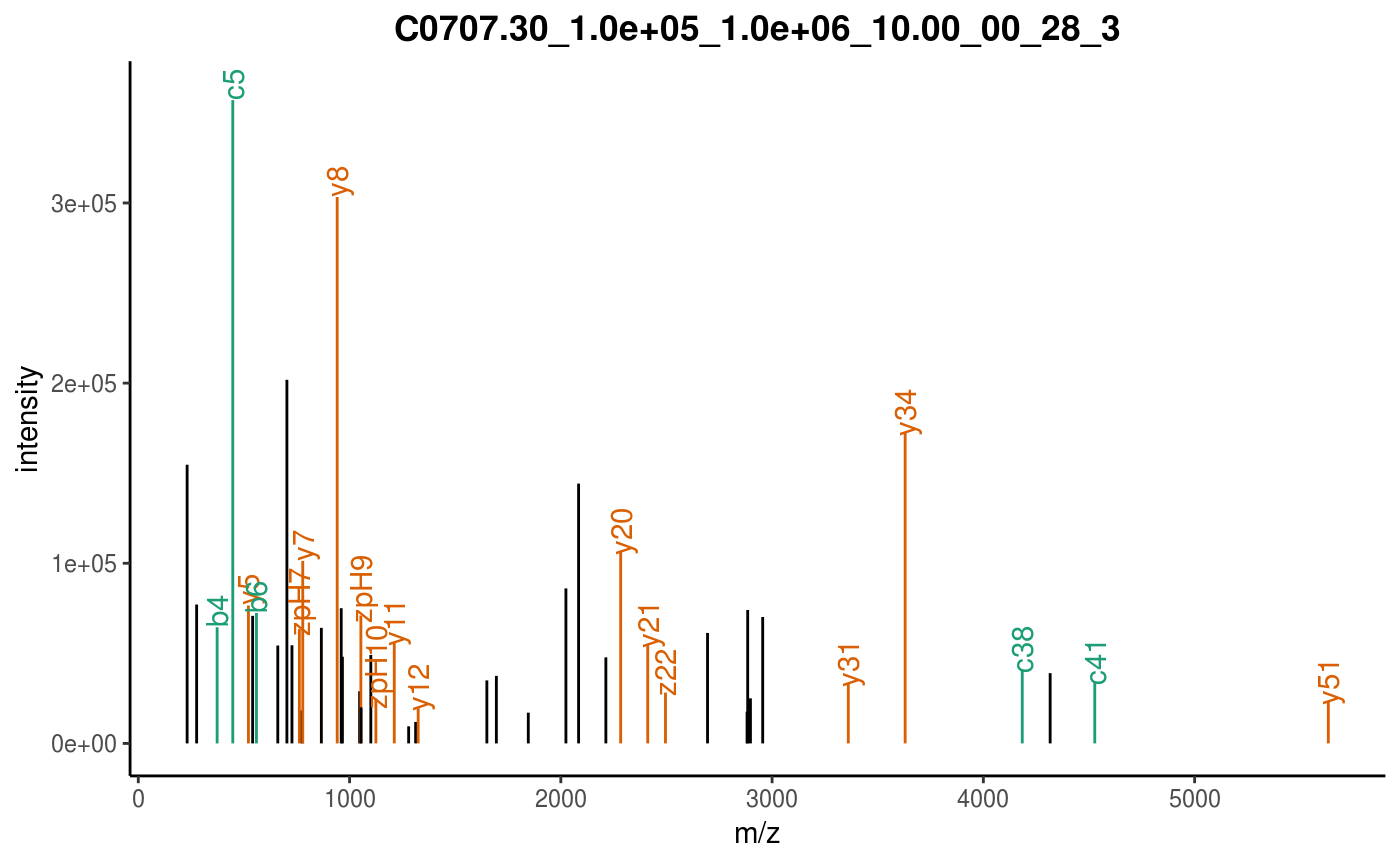 C0707.30_1.0e+05_1.0e+06_10.00_00_28_3
c5
y8
3e+05
y34
2e+05
intensity
y20
y7
1e+05
zpH9
y5
b6
zpH7
b4
y11
y21
zpH10
y12
z22
y31
c38
c41
y51
0e+00
0
1000
2000
3000
4000
5000
m/z